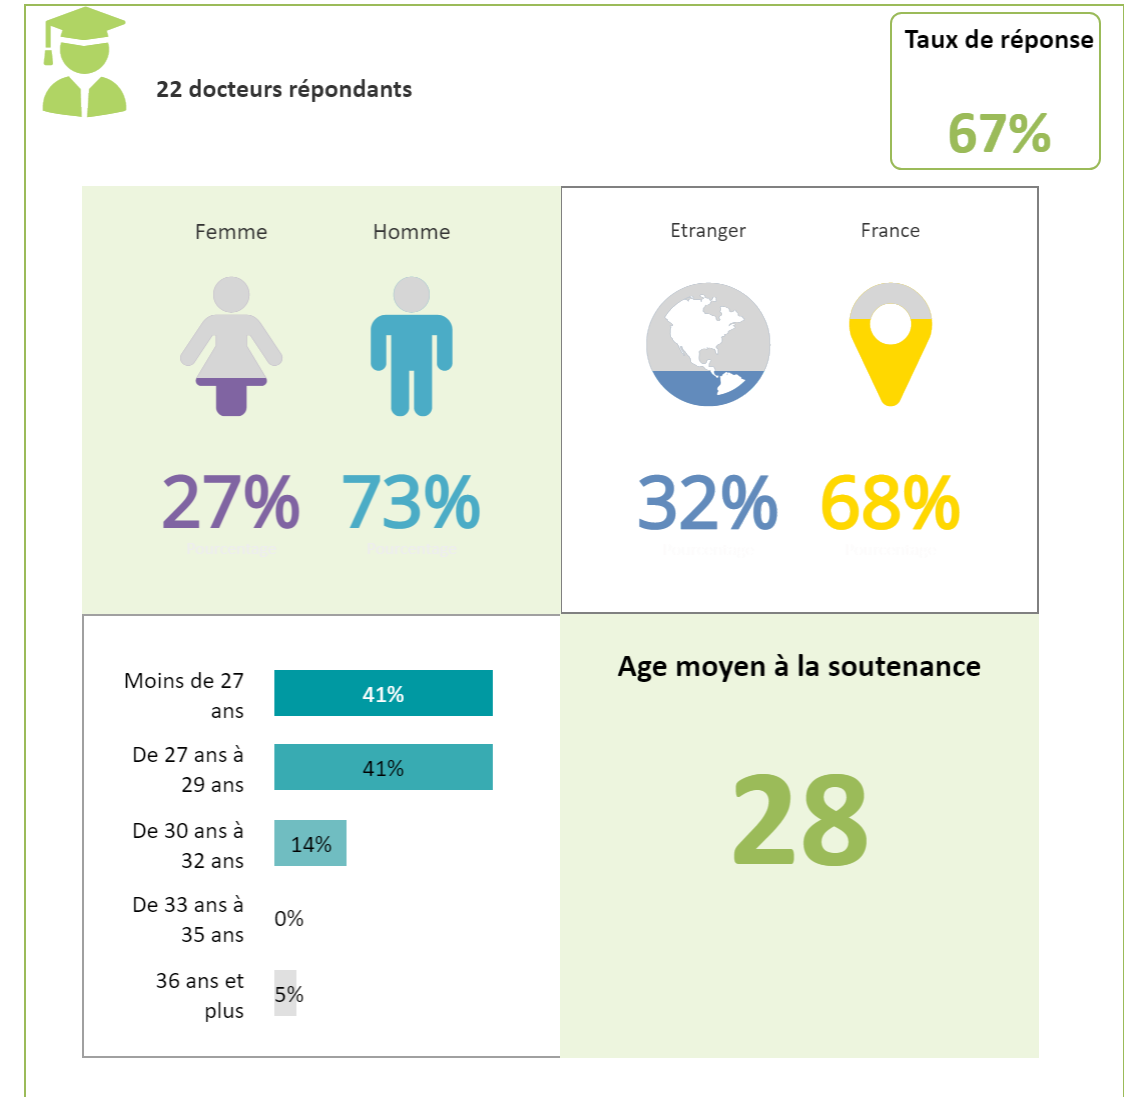 Taux de réponse
22 docteurs répondants
67%
Femme Homme
Etranger France
27% 73%
32% 68%
Moins de 27
ans
41%
De 27 ans à
29 ans
41%
De 30 ans à
32 ans
14%
De 33 ans à
35 ans
0%
36 ans et
plus
5%
Age moyen à la soutenance
28